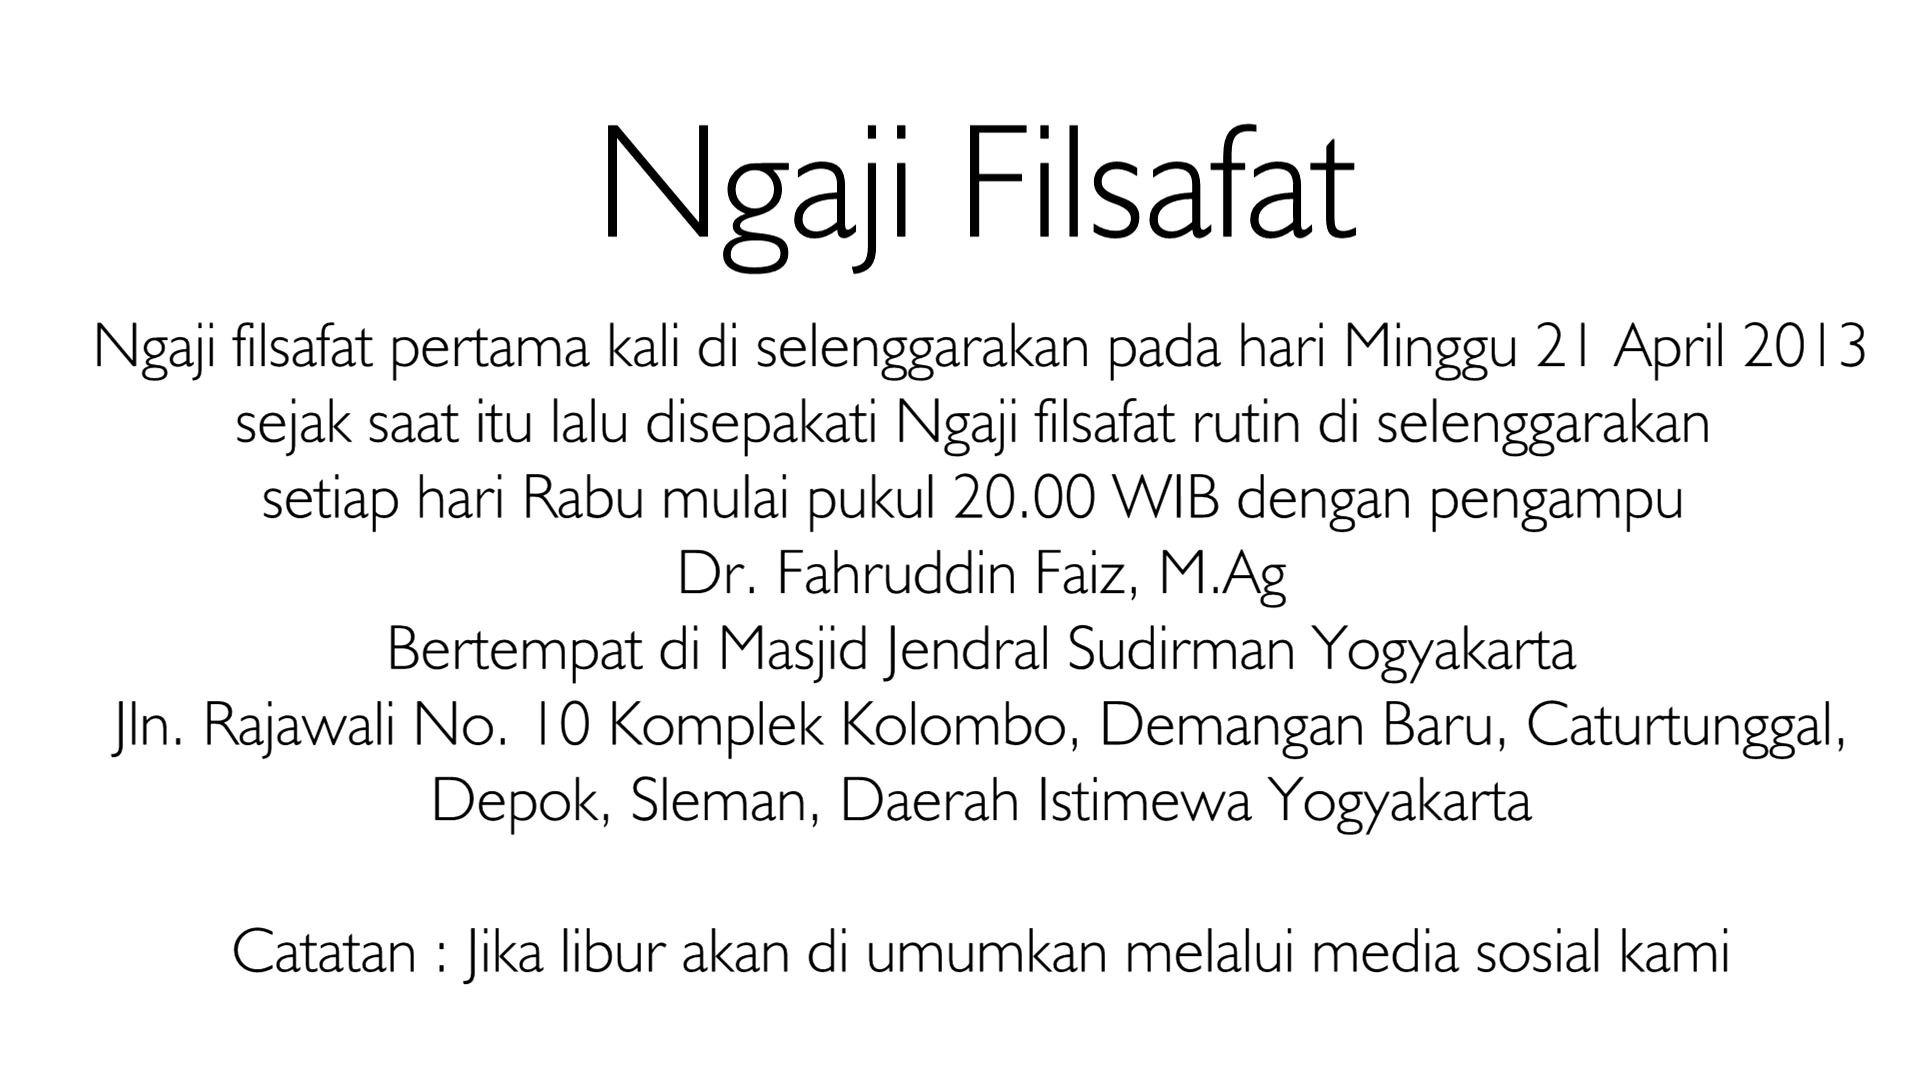 Ngaji Filsafat
Ngaji filsafat pertama kali di selenggarakan pada hari Minggu 21 April 2013
sejak saat itu lalu disepakati Ngaji filsafat rutin di selenggarakan
setiap hari Rabu mulai pukul 20.00 WIB dengan pengampu
Dr. Fahruddin Faiz, M.Ag
Bertempat di Masjid Jendral Sudirman Yogyakarta
Jln. Rajawali No. 10 Komplek Kolombo, Demangan Baru, Caturtunggal,
Depok, Sleman, Daerah Istimewa Yogyakarta
Catatan : Jika libur akan di umumkan melalui media sosial kami